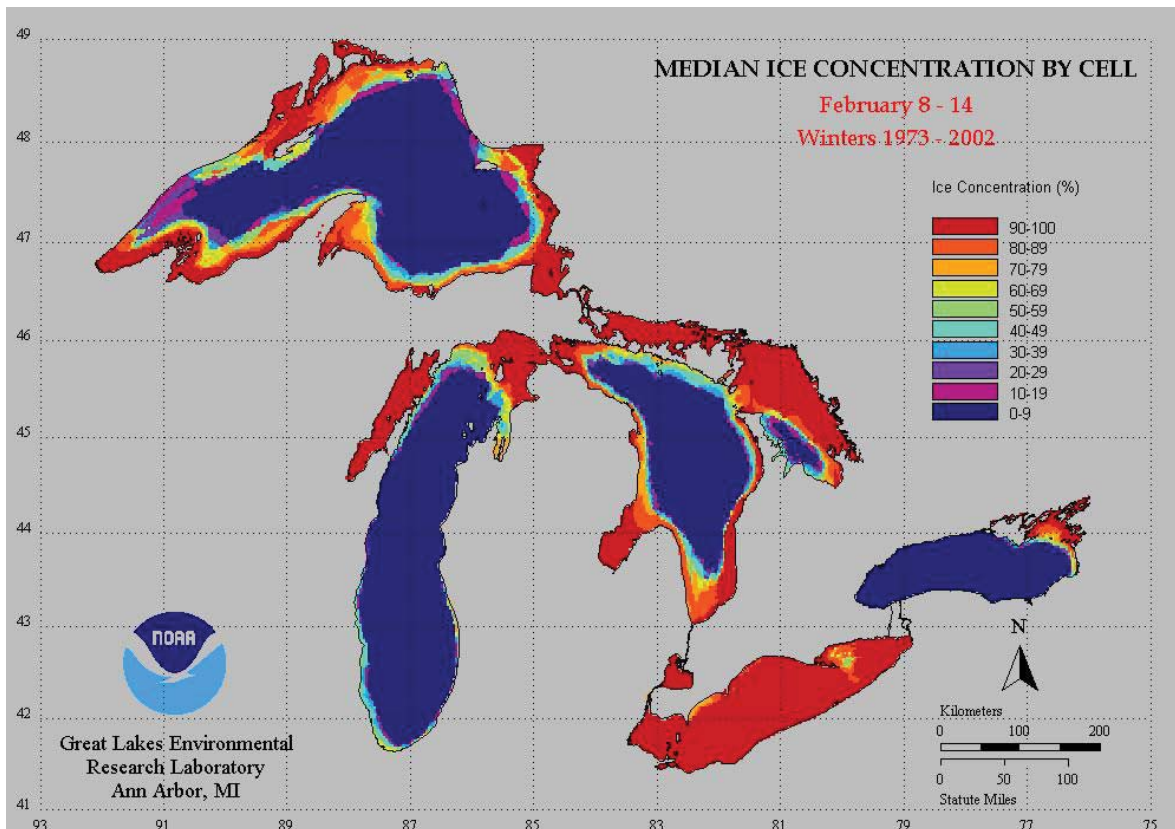 MEDIAN ICE CONCENTRATION BY CELL
February 8 - 14
Winters 1973 - 2002
Ice Concentration (%)
90-100
80-89
70-79
60-69
50-59
40-49
30-39
20-29
10-19
0-9
49
48
47
46
45
44
43
42
41
93
91
89
87
85
83
81
79
77
75
NOAA
Great Lakes Environmental
Research Laboratory
Ann Arbor, MI
N
Kilometers
0 100 200
0 50 100
Statute Miles